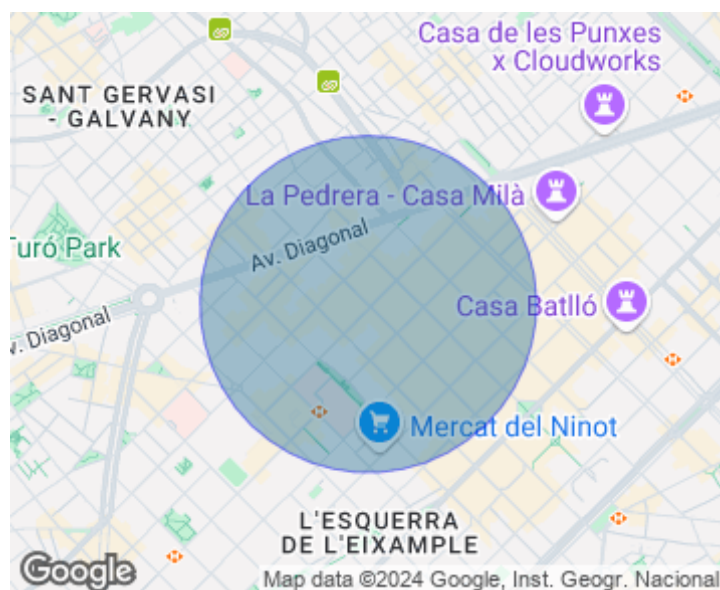 Casa de les Punxes
x Cloudworks
SANT GERVASI
- GALVANY
La Pedrera - Casa Milà
Turó Park
Av. Diagonal
Casa Batlló
v. Diagonal
Mercat del Ninot
L'ESQUERRA
DE L'EIXAMPLE
Google
Map data ©2024 Google, Inst. Geogr. Nacional